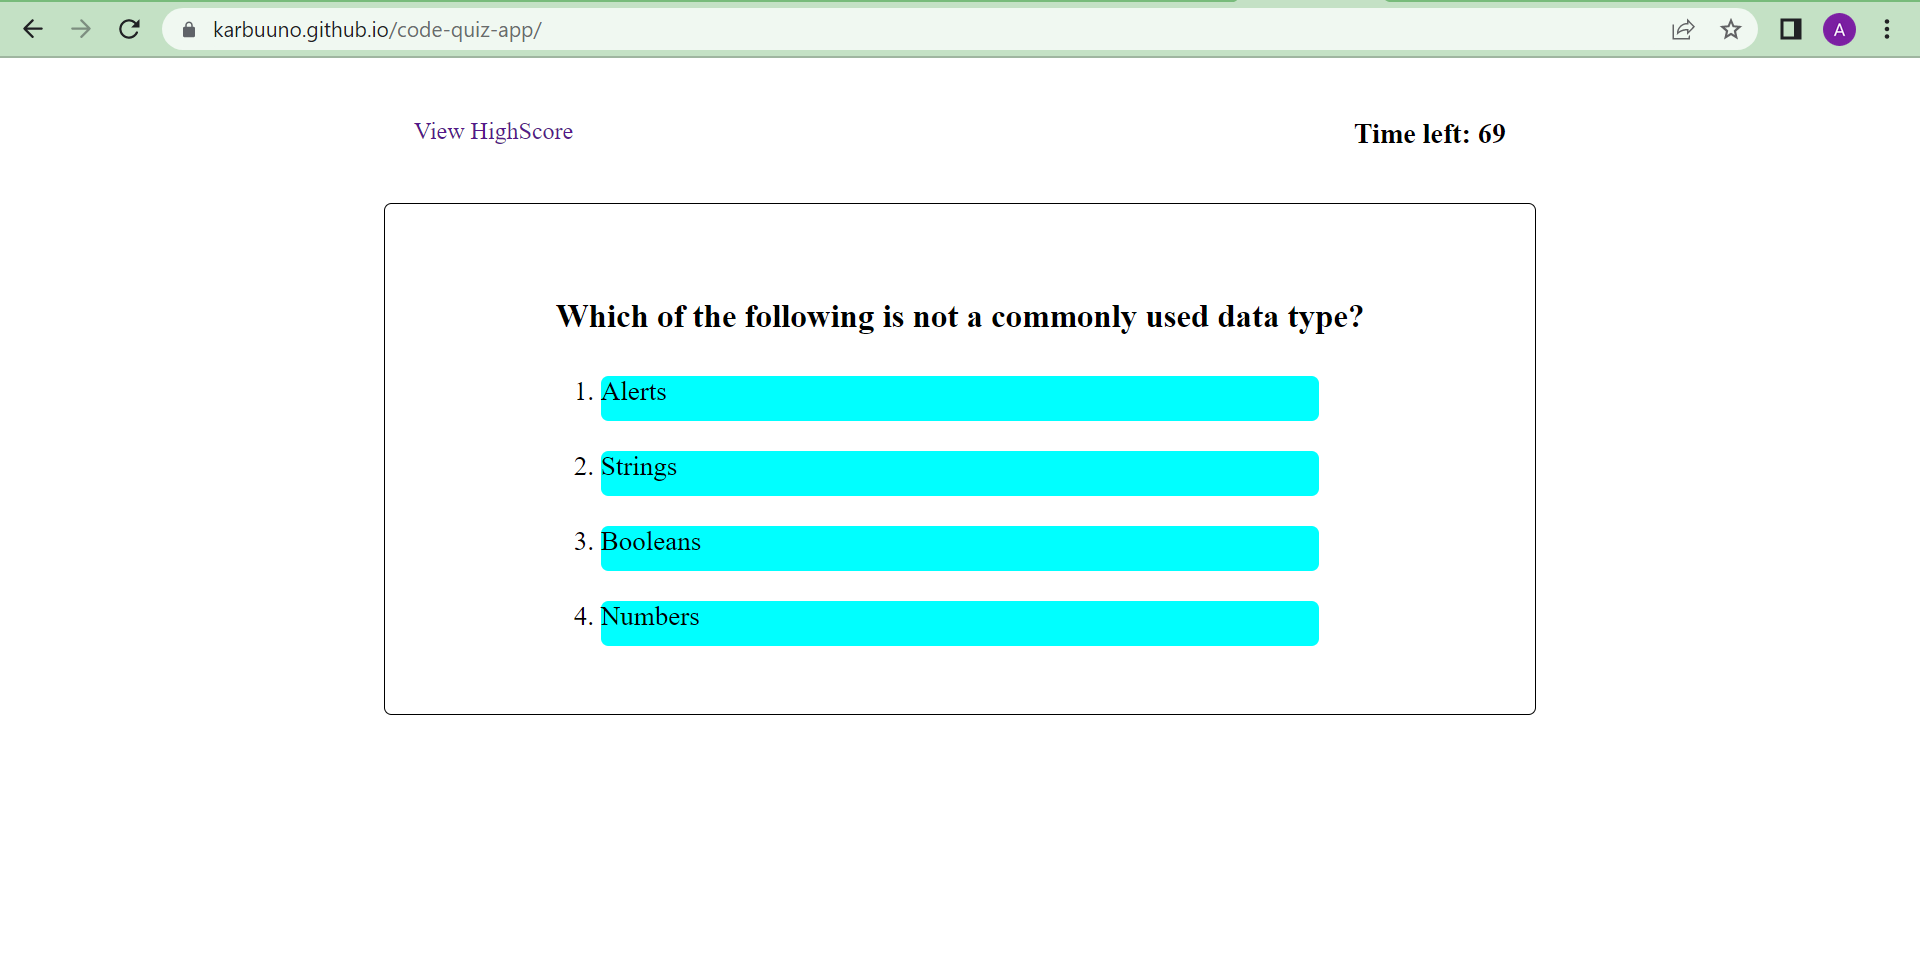 karbuuno.github.io/code-quiz-app/
A
View HighScore
Time left: 69
Which of the following is not a commonly used data type?
1. Alerts
2. Strings
3. Booleans
4. Numbers